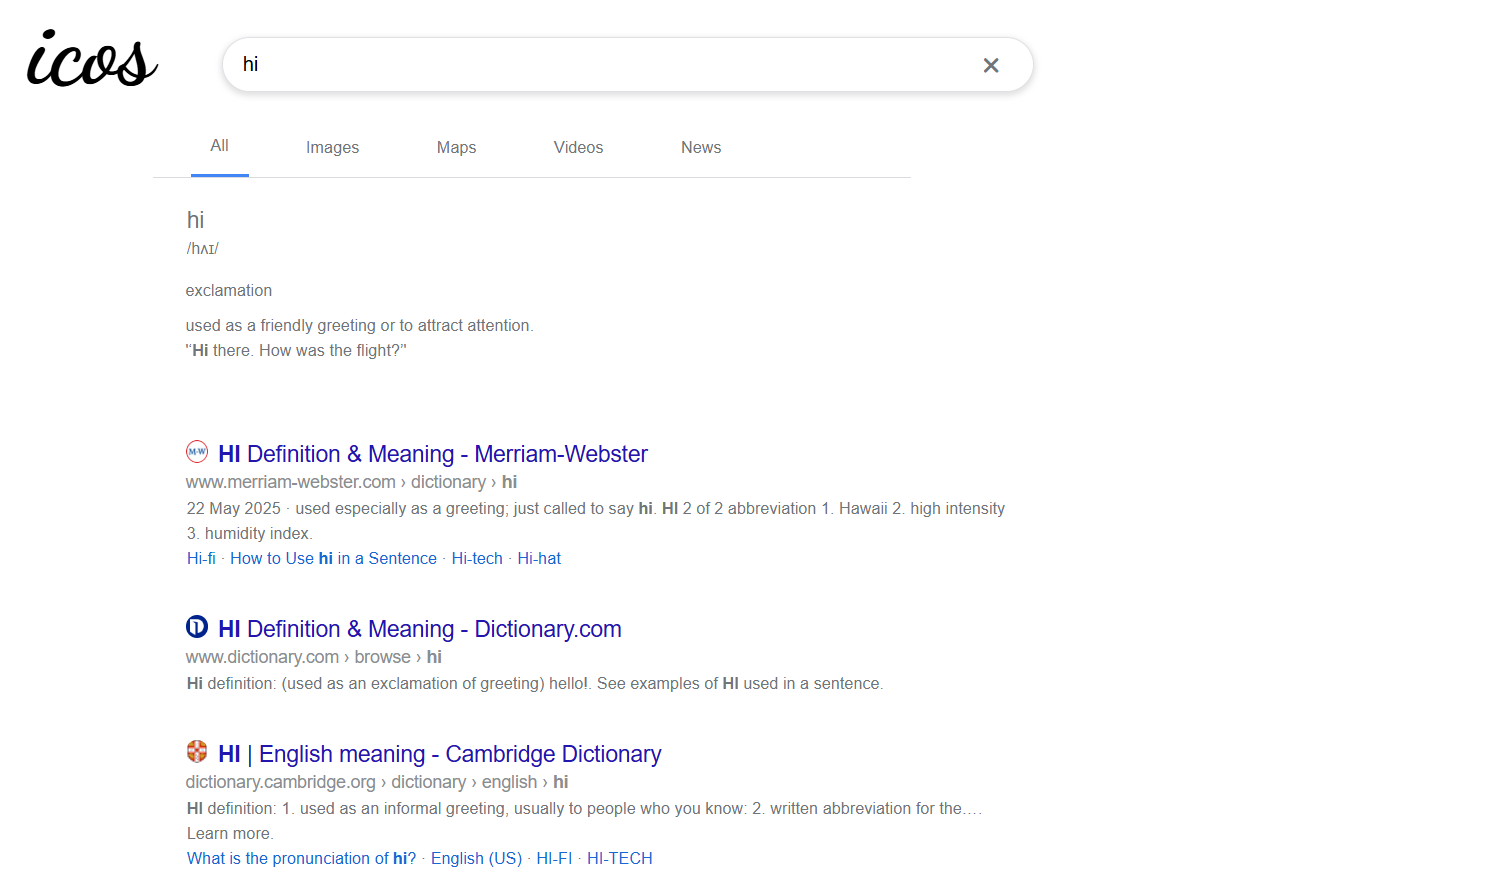 icos
hi
All Images Maps Videos News
hi
/hʌɪ/
exclamation
used as a friendly greeting or to attract attention.
"“Hi there. How was the flight?”
M-W HI Definition & Meaning - Merriam-Webster
www.merriam-webster.com › dictionary › hi
22 May 2025 · used especially as a greeting; just called to say hi. HI 2 of 2 abbreviation 1. Hawaii 2. high intensity
3. humidity index.
Hi-fi · How to Use hi in a Sentence · Hi-tech · Hi-hat
HI Definition & Meaning - Dictionary.com
www.dictionary.com › browse › hi
Hi definition: (used as an exclamation of greeting) hello!. See examples of HI used in a sentence.
HI | English meaning - Cambridge Dictionary
dictionary.cambridge.org › dictionary › english › hi
HI definition: 1. used as an informal greeting, usually to people who you know: 2. written abbreviation for the….
Learn more.
What is the pronunciation of hi? · English (US) · HI-FI · HI-TECH